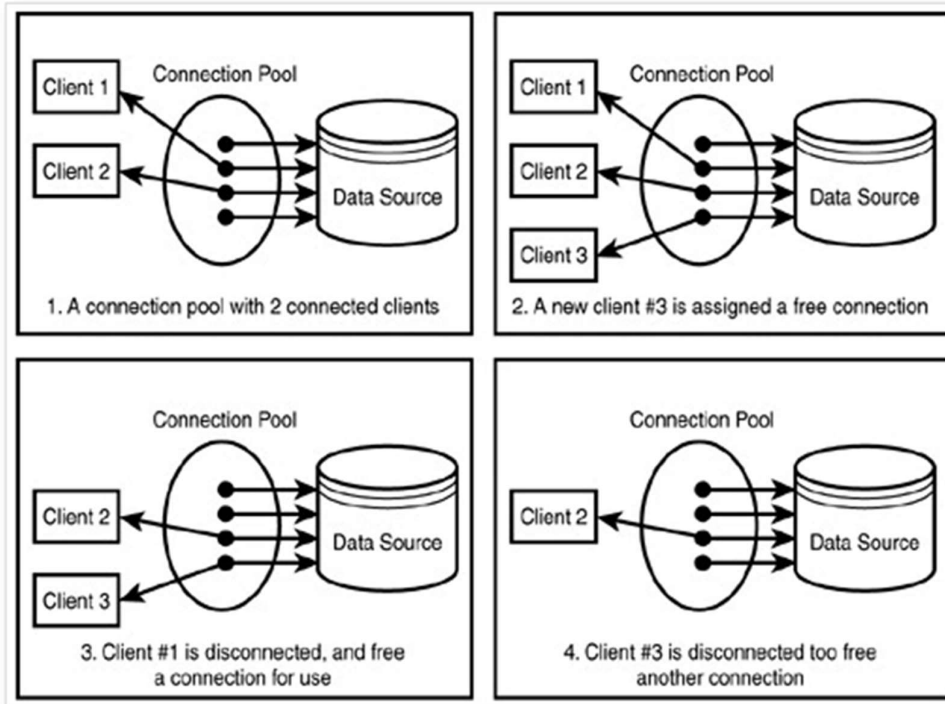 Client 1
Connection Pool
Client 2
Data Source
1. A connection pool with 2 connected clients
Client 1
Connection Pool
Client 2
Data Source
Client 3
2. A new client #3 is assigned a free connection
Connection Pool
Client 2
Data Source
Client 3
3. Client #1 is disconnected, and free
a connection for use
Connection Pool
Client 2
Data Source
4. Client #3 is disconnected too free
another connection